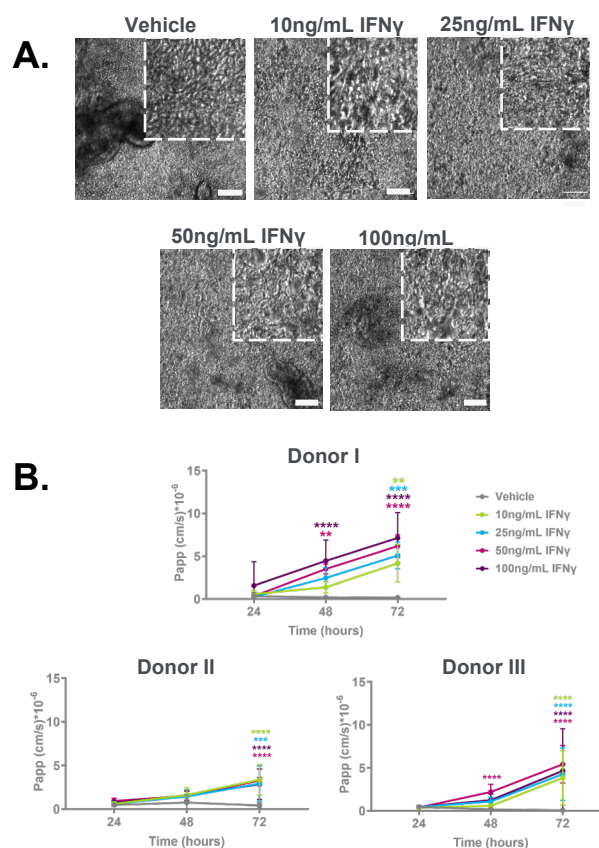 A.
Vehicle
10ng/mL IFNγ
25ng/mL IFNγ
50ng/mL IFNγ
100ng/mL
B.
Donor I
Papp (cm/s)*10⁻⁶
15
10
5
0
**
***
****
****
****
**
24
48
72
Time (hours)
Vehicle
10ng/mL IFNγ
25ng/mL IFNγ
50ng/mL IFNγ
100ng/mL IFNγ
Donor II
Papp (cm/s)*10⁻⁶
15
10
5
0
****
***
****
****
24
48
72
Time (hours)
Donor III
Papp (cm/s)*10⁻⁶
15
10
5
0
****
****
****
****
****
24
48
72
Time (hours)